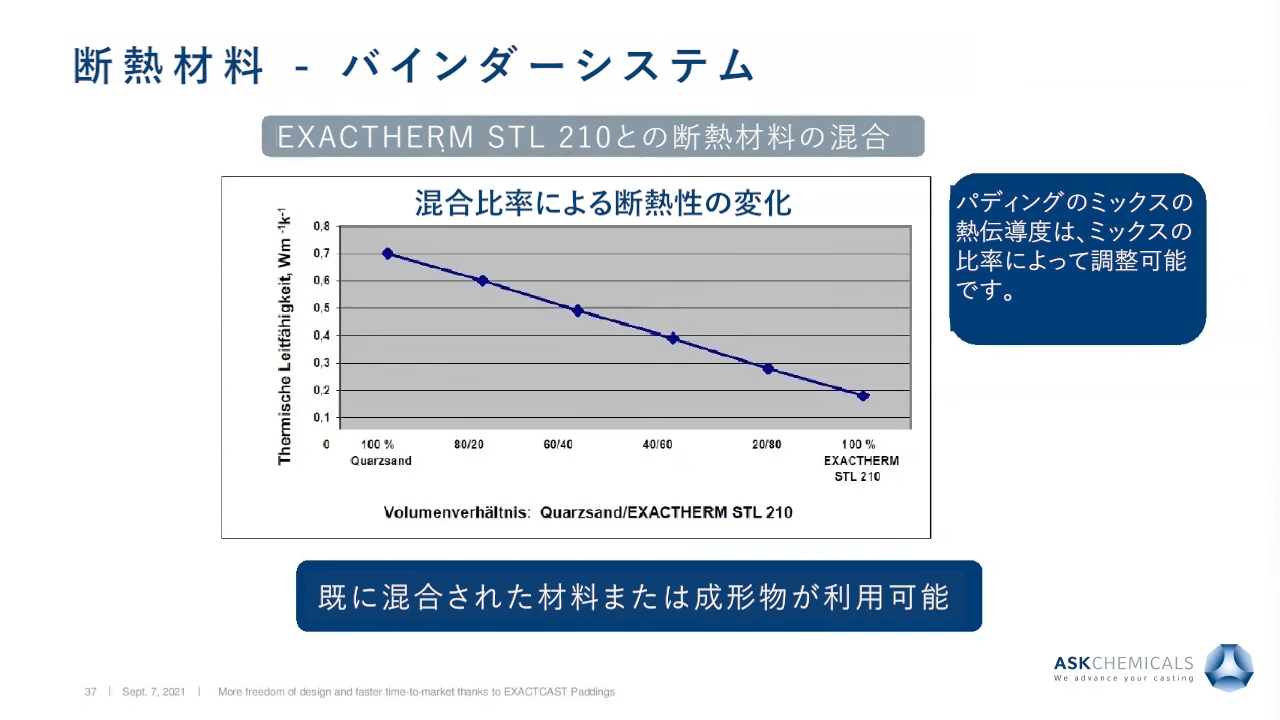 断熱材料 - バインダーシステム
EXACTHERM STL 210との断熱材料の混合
混合比率による断熱性の変化
Thermische Leitfähigkeit, Wm⁻¹k⁻¹
0,8
0,7
0,6
0,5
0,4
0,3
0,2
0,1
0
100 % Quarzsand
80/20
60/40
40/60
20/80
100 % EXACTHERM STL 210
Volumenverhältnis: Quarzsand/EXACTHERM STL 210
パディングのミックスの
熱伝導度は、ミックスの
比率によって調整可能
です。
既に混合された材料または成形物が利用可能
ASKCHEMICALS
We advance your casting
37 | Sept. 7, 2021 | More freedom of design and faster time-to-market thanks to EXACTCAST Paddings